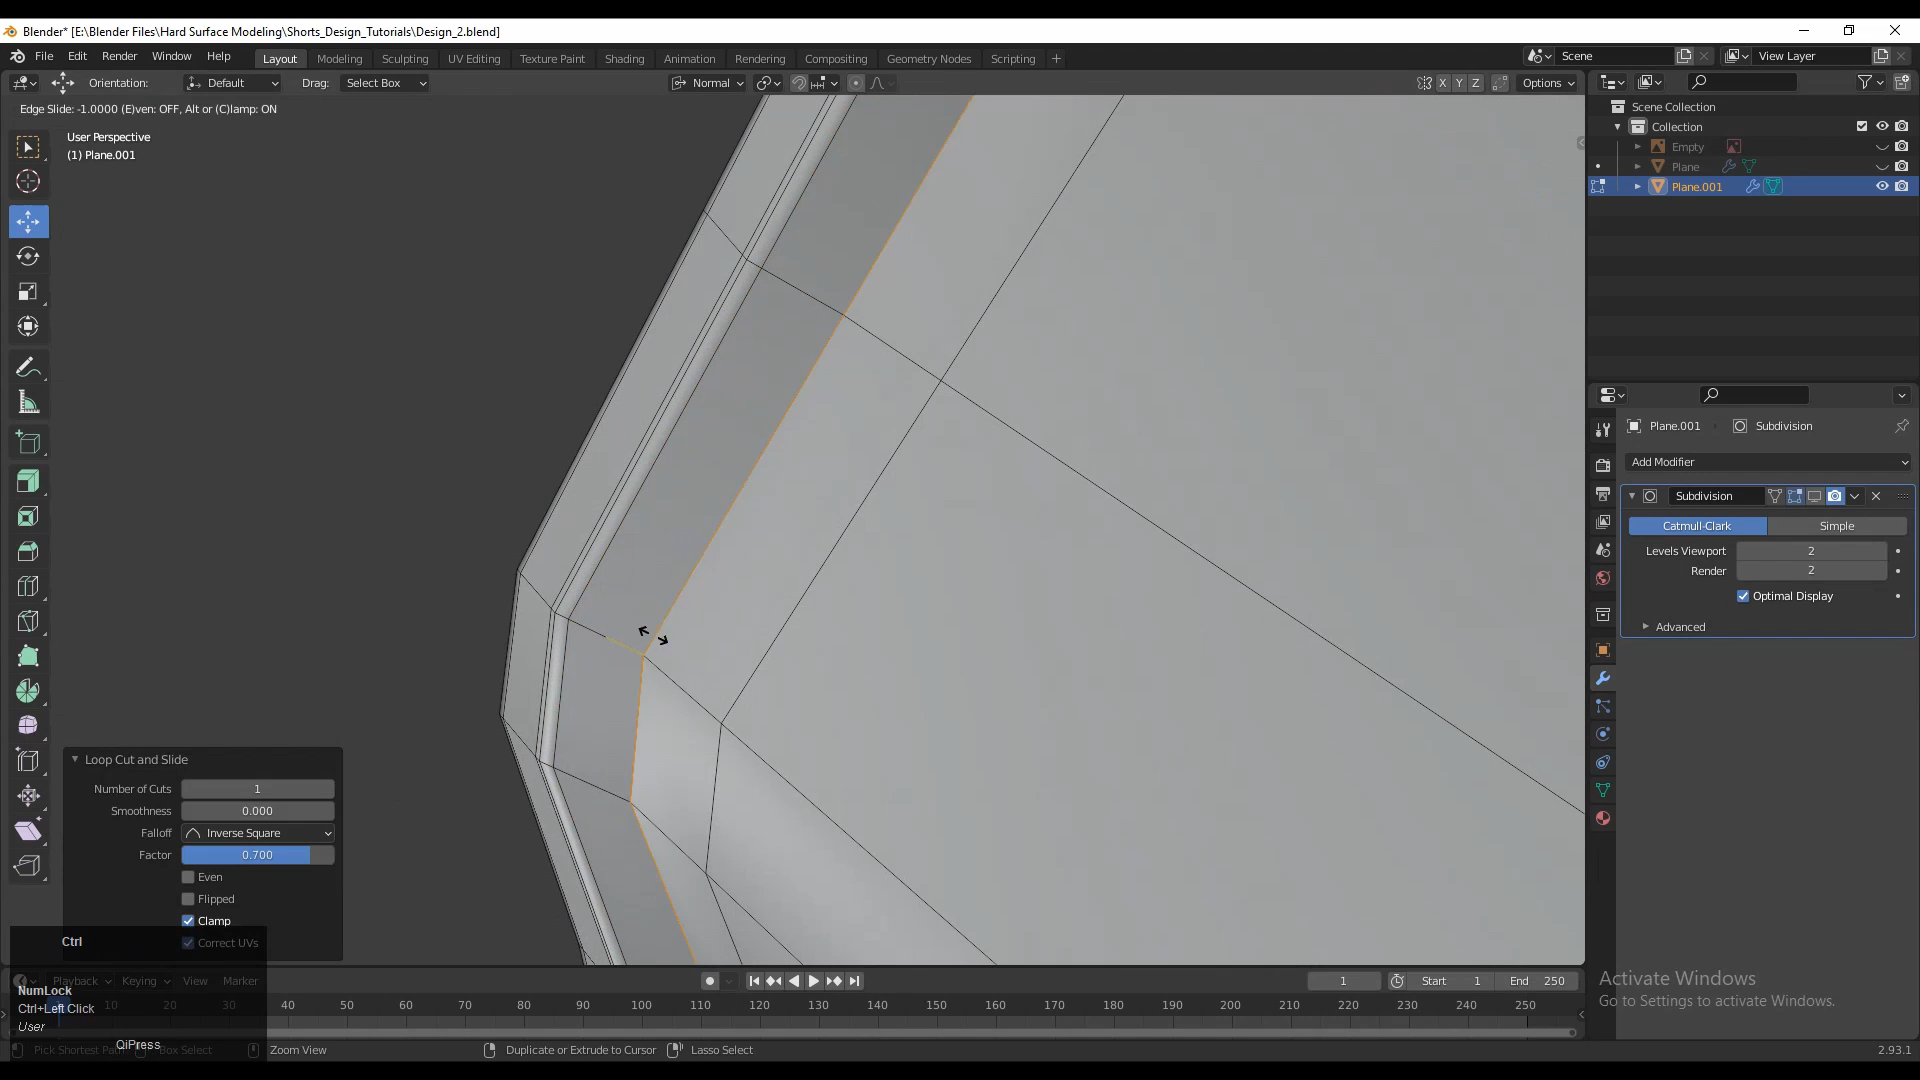 Blender* [E:\Blender Files\Hard Surface Modeling\Shorts_Design_Tutorials\Design_2.blend]
File Edit Render Window Help Layout Modeling Sculpting UV Editing Texture Paint Shading Animation Rendering Compositing Geometry Nodes Scripting + Scene View Layer
Orientation: Default Drag: Select Box Normal X Y Z Options
Edge Slide: -1.0000 (E)ven: OFF, Alt or (C)lamp: ON
User Perspective
(1) Plane.001
Scene Collection
Collection
Empty
Plane
Plane.001
Plane.001 Subdivision
Add Modifier
Subdivision
Catmull-Clark Simple
Levels Viewport 2
Render 2
Optimal Display
Advanced
Loop Cut and Slide
Number of Cuts 1
Smoothness 0.000
Falloff Inverse Square
Factor 0.700
Even
Flipped
Clamp
Correct UVs
Ctrl
NumLock
Ctrl+Left Click
User
QiPress
Playback Keying View Marker 1 Start 1 End 250
10 20 30 40 50 60 70 80 90 100 110 120 130 140 150 160 170 180 190 200 210 220 230 240 250
Pick Shortest Path Box Select Zoom View Duplicate or Extrude to Cursor Lasso Select 2.93.1
Activate Windows
Go to Settings to activate Windows.